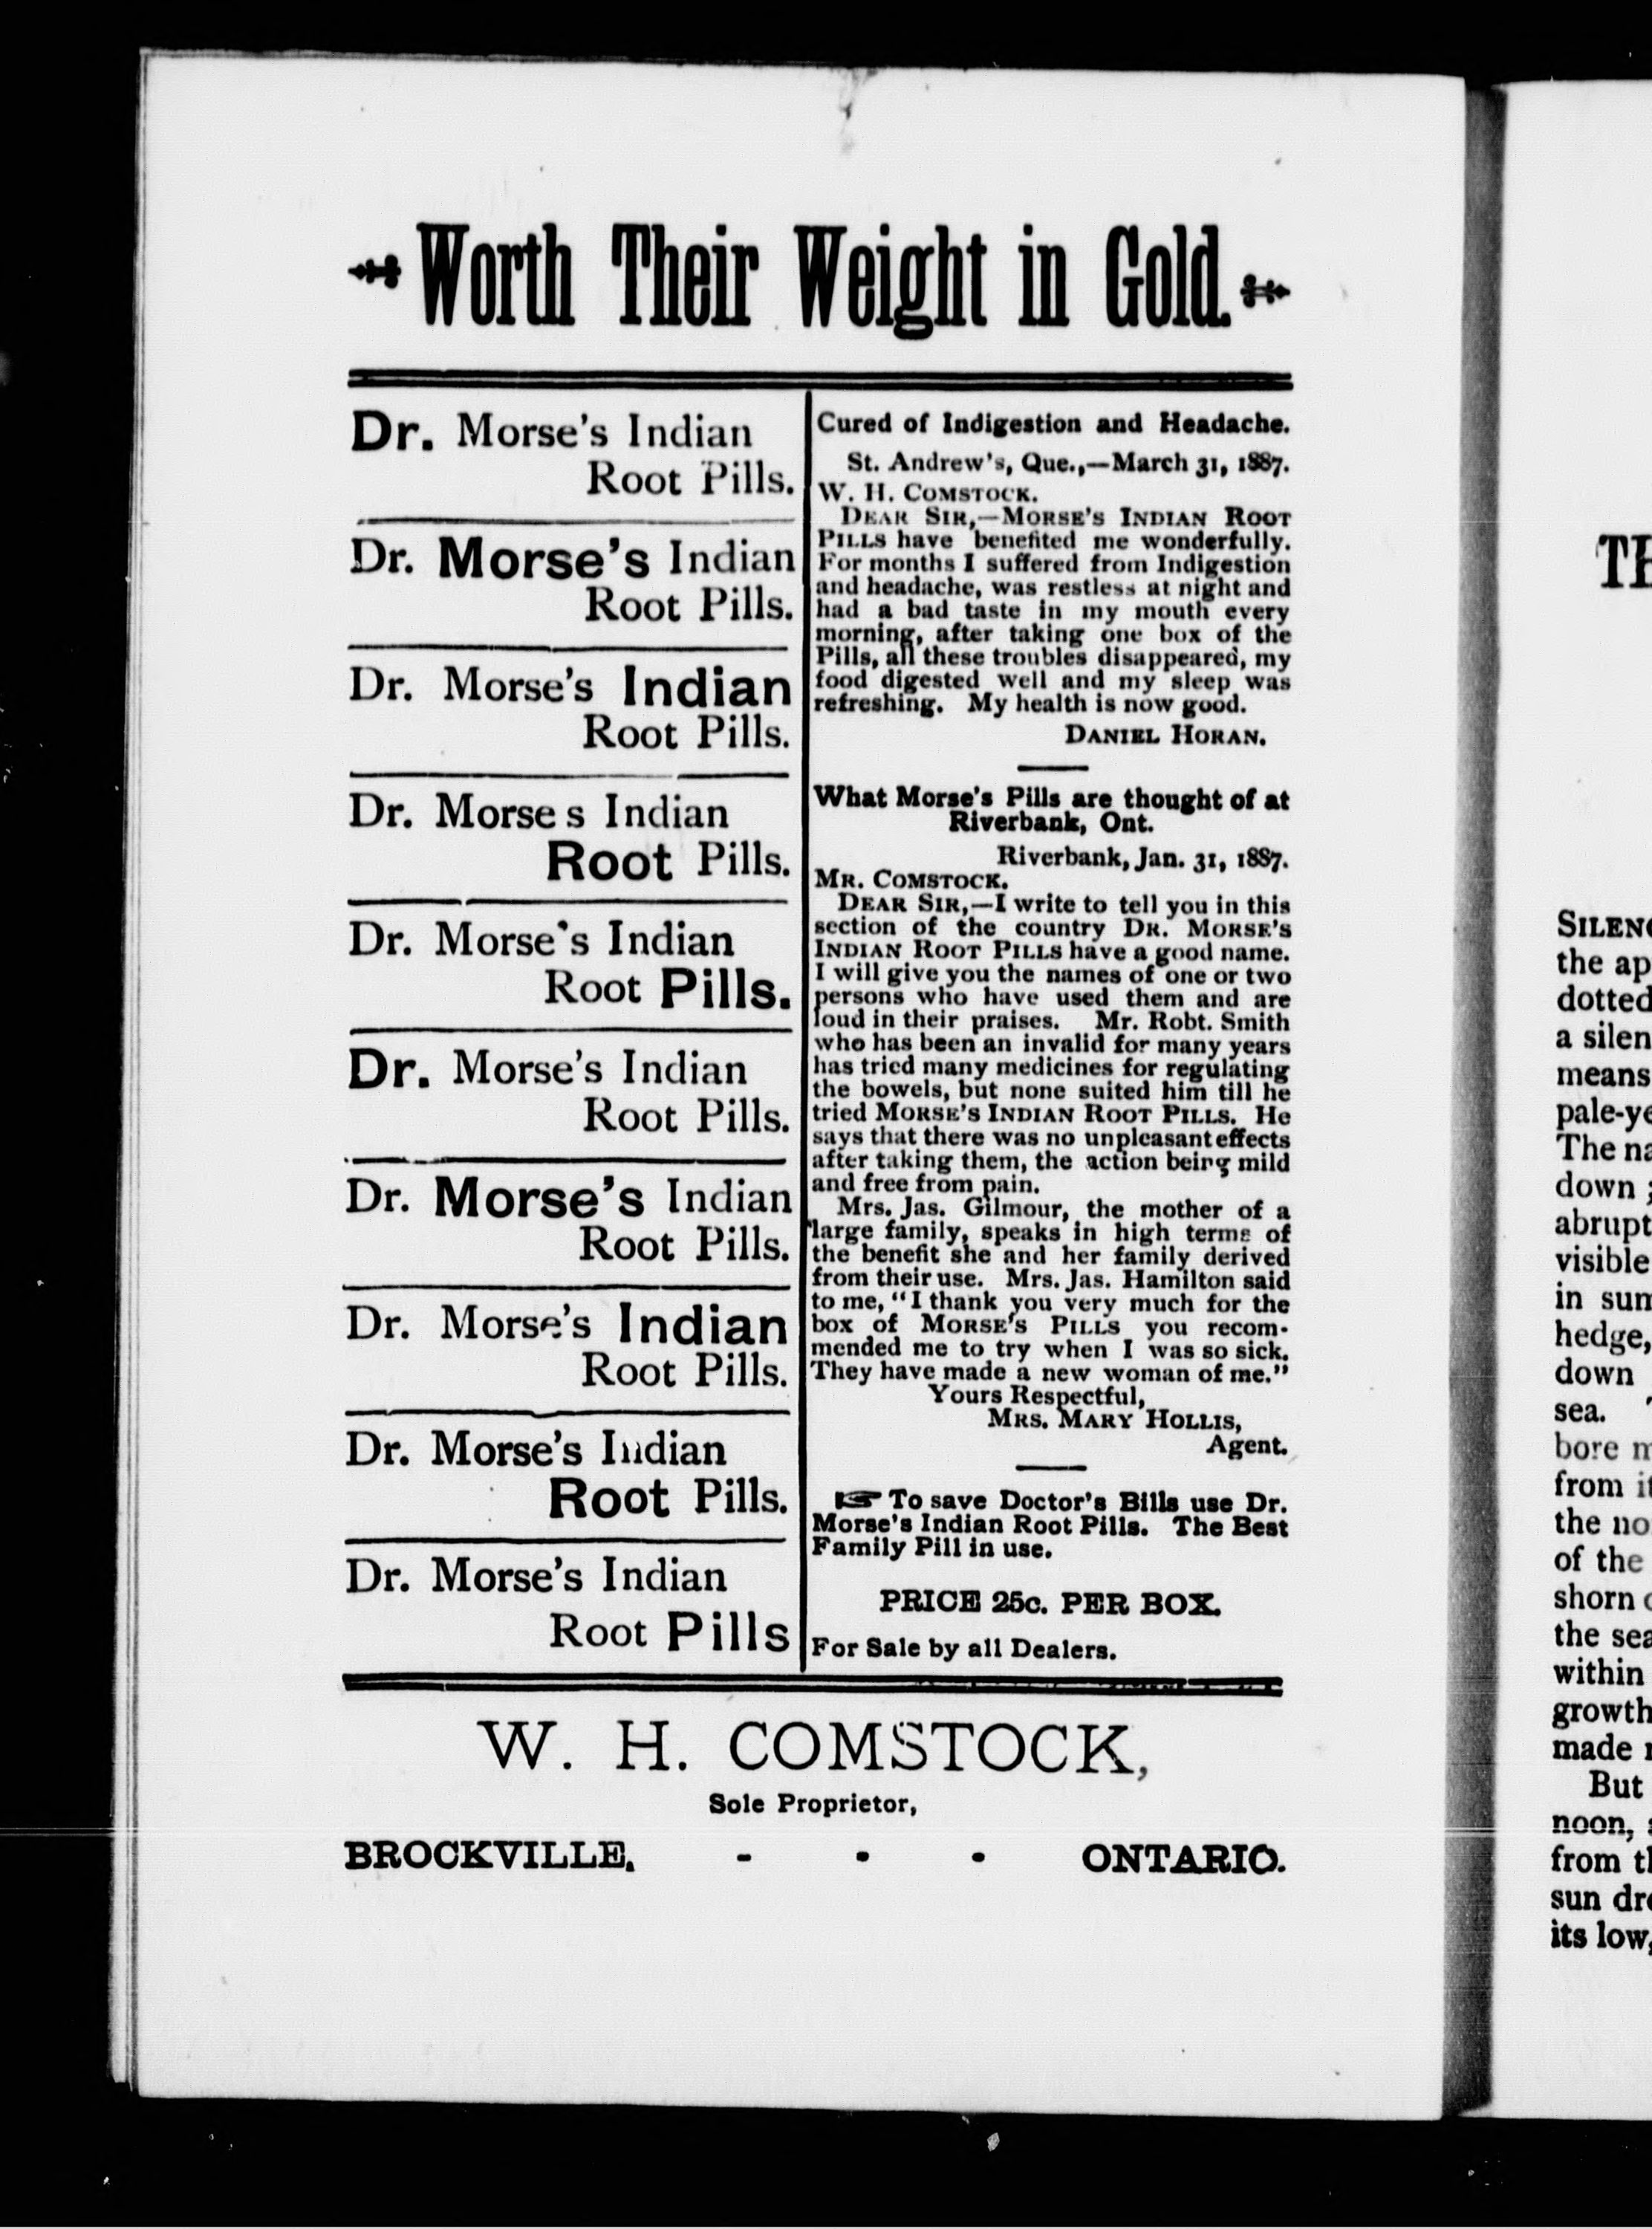 Worth Their Weight in Gold.
Dr. Morse's Indian
Root Pills.
Dr. Morse's Indian
Root Pills.
Dr. Morse's Indian
Root Pills.
Dr. Morse s Indian
Root Pills.
Dr. Morse's Indian
Root Pills.
Dr. Morse's Indian
Root Pills.
Dr. Morse's Indian
Root Pills.
Dr. Morse's Indian
Root Pills.
Dr. Morse's Indian
Root Pills.
Dr. Morse's Indian
Root Pills
Cured of Indigestion and Headache.
St. Andrew's, Que.,—March 31, 1887.
W. H. COMSTOCK.
DEAR SIR,—MORSE'S INDIAN ROOT
PILLS have benefited me wonderfully.
For months I suffered from Indigestion
and headache, was restless at night and
had a bad taste in my mouth every
morning, after taking one box of the
Pills, all these troubles disappeared, my
food digested well and my sleep was
refreshing. My health is now good.
DANIEL HORAN.
What Morse's Pills are thought of at
Riverbank, Ont.
Riverbank, Jan. 31, 1887.
MR. COMSTOCK.
DEAR SIR,—I write to tell you in this
section of the country DR. MORSE'S
INDIAN ROOT PILLS have a good name.
I will give you the names of one or two
persons who have used them and are
loud in their praises. Mr. Robt. Smith
who has been an invalid for many years
has tried many medicines for regulating
the bowels, but none suited him till he
tried MORSE'S INDIAN ROOT PILLS. He
says that there was no unpleasant effects
after taking them, the action being mild
and free from pain.
Mrs. Jas. Gilmour, the mother of a
large family, speaks in high terms of
the benefit she and her family derived
from their use. Mrs. Jas. Hamilton said
to me, "I thank you very much for the
box of MORSE'S PILLS you recom-
mended me to try when I was so sick.
They have made a new woman of me."
Yours Respectful,
MRS. MARY HOLLIS,
Agent.
☞ To save Doctor's Bills use Dr.
Morse's Indian Root Pills. The Best
Family Pill in use.
PRICE 25c. PER BOX.
For Sale by all Dealers.
W. H. COMSTOCK,
Sole Proprietor,
BROCKVILLE, - - - ONTARIO.
the ap
dotted
a silen
means
pale-ye
The na
down ;
abrupt
visible
in sum
hedge,
down
sea.
bore m
from it
the no
of the
shorn
the sea
within
growth
made
But
noon,
from th
sun dr
its low,